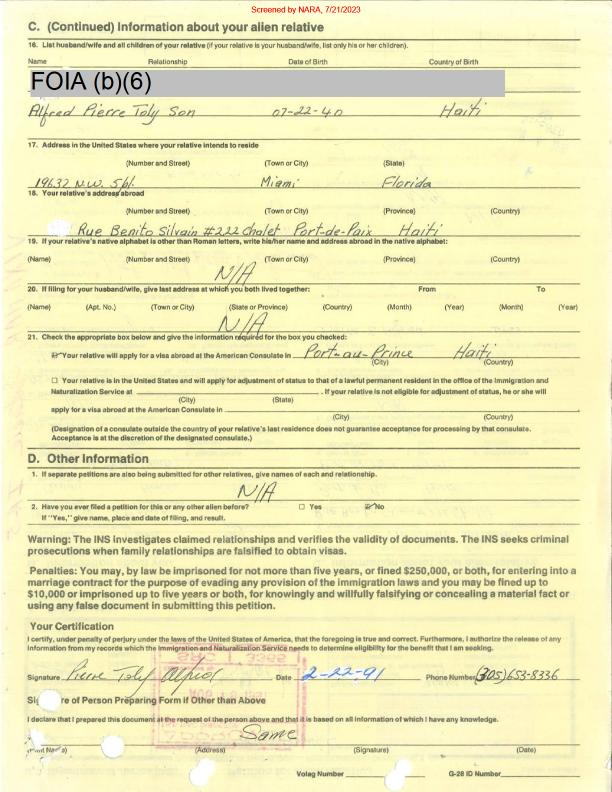 Screened by NARA, 7/21/2023
C. (Continued) Information about your alien relative
16. List husband/wife and all children of your relative (if your relative is your husband/wife, list only his or her children).
Name Relationship Date of Birth Country of Birth
FOIA (b)(6)
Alfred Pierre Toly Son 07-22-40 Haiti
17. Address in the United States where your relative intends to reside
(Number and Street) (Town or City) (State)
19632 N.W. 5pl. Miami Florida
18. Your relative's address abroad
(Number and Street) (Town or City) (Province) (Country)
Rue Benito Silvain #222 Chalet Port-de-Paix Haiti
19. If your relative's native alphabet is other than Roman letters, write his/her name and address abroad in the native alphabet:
(Name) (Number and Street) (Town or City) (Province) (Country)
N/A
20. If filing for your husband/wife, give last address at which you both lived together: From To
(Name) (Apt. No.) (Town or City) (State or Province) (Country) (Month) (Year) (Month) (Year)
N/A
21. Check the appropriate box below and give the information required for the box you checked:
Your relative will apply for a visa abroad at the American Consulate in Port-au-Prince Haiti
(City) (Country)
☐ Your relative is in the United States and will apply for adjustment of status to that of a lawful permanent resident in the office of the Immigration and
Naturalization Service at . If your relative is not eligible for adjustment of status, he or she will
(City) (State)
apply for a visa abroad at the American Consulate in
(City) (Country)
(Designation of a consulate outside the country of your relative's last residence does not guarantee acceptance for processing by that consulate.
Acceptance is at the discretion of the designated consulate.)
D. Other Information
1. If separate petitions are also being submitted for other relatives, give names of each and relationship.
N/A
2. Have you ever filed a petition for this or any other alien before? ☐ Yes ☑ No
If "Yes," give name, place and date of filing, and result.
Warning: The INS investigates claimed relationships and verifies the validity of documents. The INS seeks criminal
prosecutions when family relationships are falsified to obtain visas.
Penalties: You may, by law be imprisoned for not more than five years, or fined $250,000, or both, for entering into a
marriage contract for the purpose of evading any provision of the immigration laws and you may be fined up to
$10,000 or imprisoned up to five years or both, for knowingly and willfully falsifying or concealing a material fact or
using any false document in submitting this petition.
Your Certification
I certify, under penalty of perjury under the laws of the United States of America, that the foregoing is true and correct. Furthermore, I authorize the release of any
information from my records which the Immigration and Naturalization Service needs to determine eligibility for the benefit that I am seeking.
Signature Pierre Toly Alfred Date 2-22-91 Phone Number (305) 653-8336
of Person Preparing Form if Other than Above
I declare that I prepared this document at the request of the person above and that it is based on all information of which I have any knowledge.
Same
(Print Name) (Address) (Signature) (Date)
Volag Number G-28 ID Number